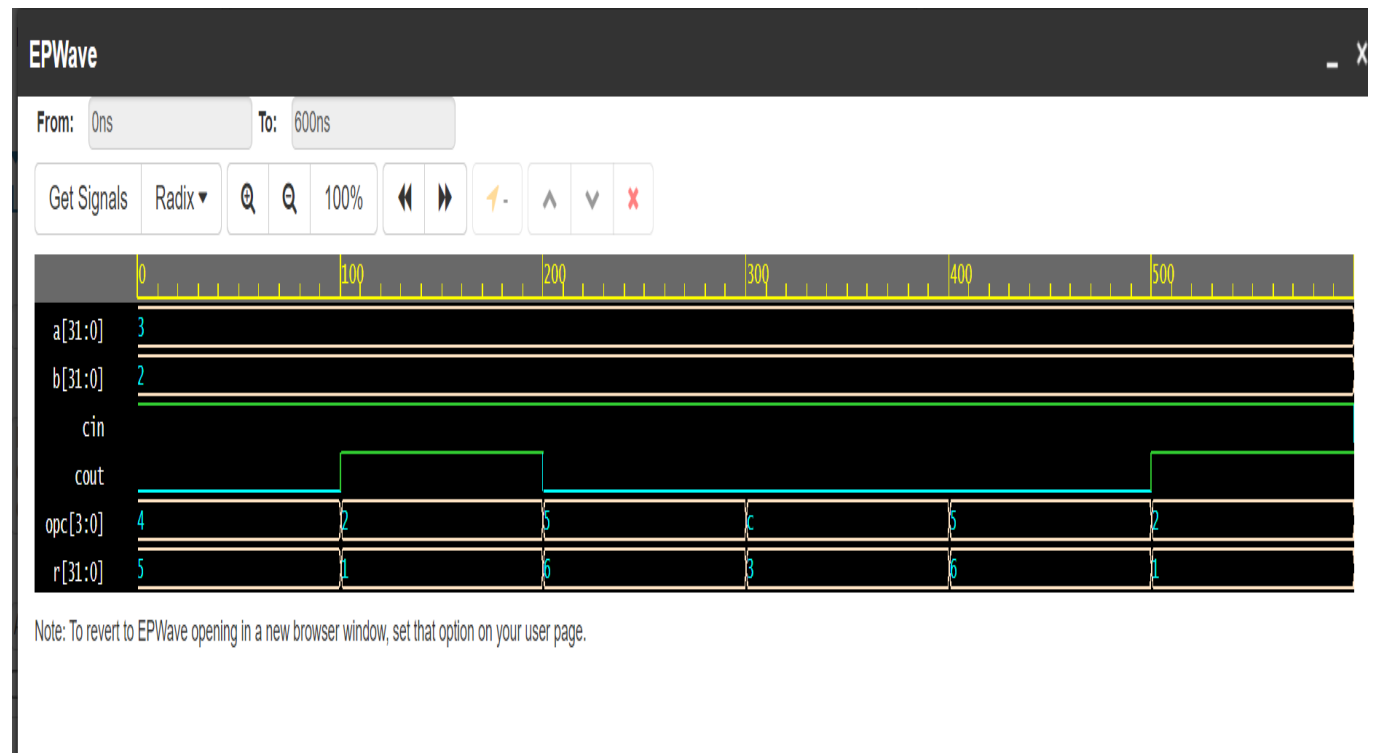 EPWave
From: 0ns To: 600ns
Get Signals Radix 100% -
0 100 200 300 400 500
a[31:0] 3
b[31:0] 2
cin
cout
opc[3:0] 4 2 5 c 5 2
r[31:0] 5 1 6 3 6 1
Note: To revert to EPWave opening in a new browser window, set that option on your user page.